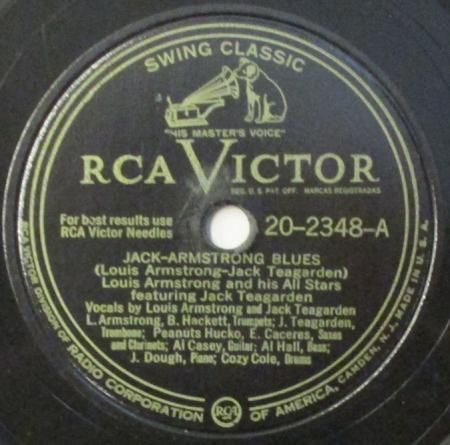 SWING CLASSIC
"HIS MASTER'S VOICE"
RCA VICTOR
REG. U. S. PAT. OFF. MARCAS REGISTRADAS
For best results use
RCA Victor Needles
20-2348-A
JACK-ARMSTRONG BLUES
(Louis Armstrong-Jack Teagarden)
Louis Armstrong and his All Stars
featuring Jack Teagarden
Vocals by Louis Armstrong and Jack Teagarden
L. Armstrong, B. Hackett, Trumpets; J. Teagarden,
Trombone; Peanuts Hucko, E. Caceres, Saxes
and Clarinets; Al Casey, Guitar; Al Hall, Bass;
J. Dough, Piano; Cozy Cole, Drums
RCA VICTOR DIVISION OF RADIO CORPORATION RCA OF AMERICA, CAMDEN, N. J. MADE IN U. S. A.